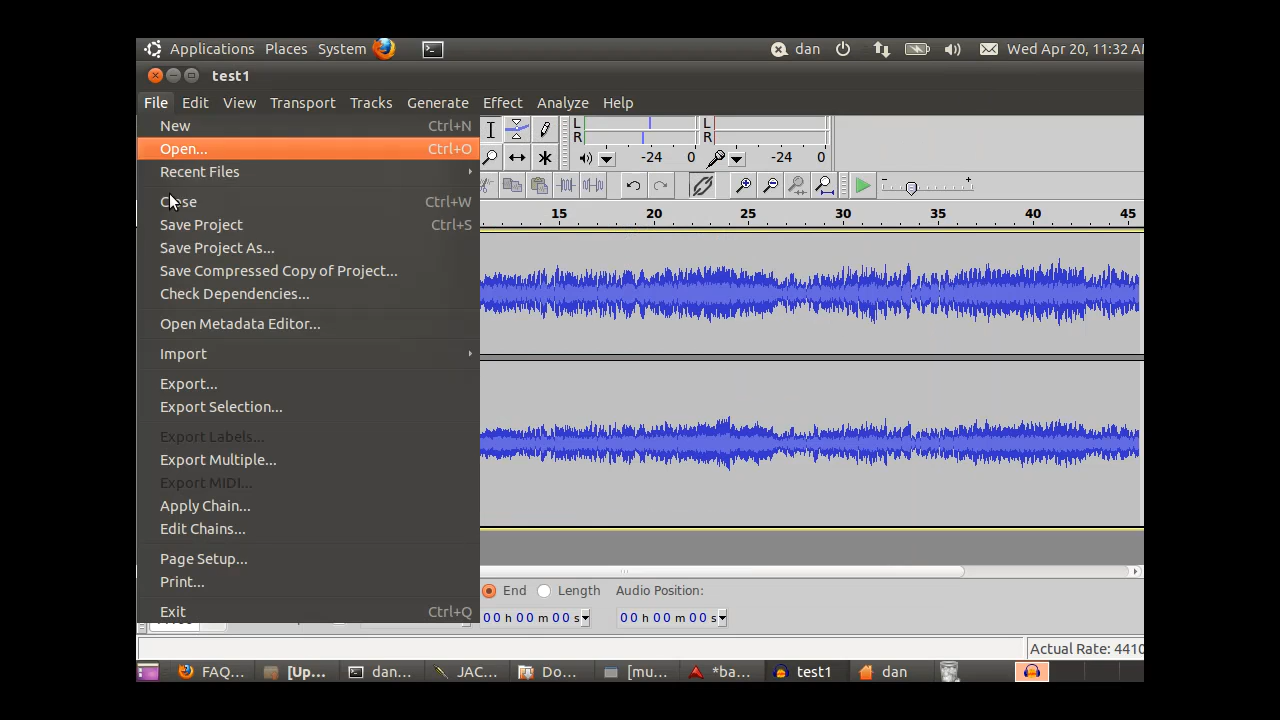 Applications Places System dan Wed Apr 20, 11:32 AM
test1
File Edit View Transport Tracks Generate Effect Analyze Help
New Ctrl+N
Open... Ctrl+O
Recent Files
Close Ctrl+W
Save Project Ctrl+S
Save Project As...
Save Compressed Copy of Project...
Check Dependencies...
Open Metadata Editor...
Import
Export...
Export Selection...
Export Labels...
Export Multiple...
Export MIDI...
Apply Chain...
Edit Chains...
Page Setup...
Print...
Exit Ctrl+Q
L L
R R
-24 0 -24 0
- +
15 20 25 30 35 40 45
End Length Audio Position:
00 h 00 m 00 s 00 h 00 m 00 s
Actual Rate: 4410
FAQ... [Up... dan... JAC... Do... [mu... *ba... test1 dan